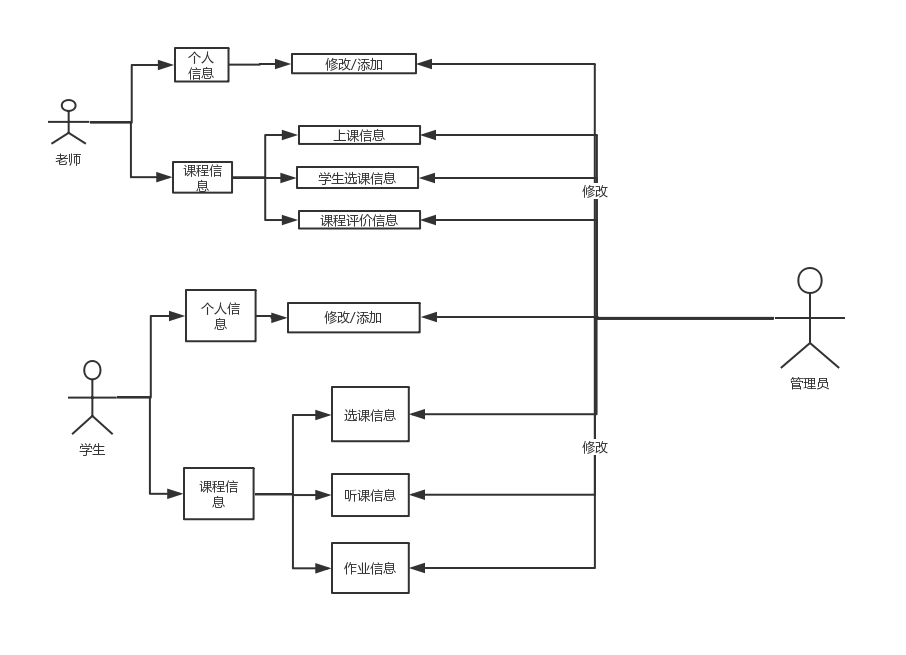 个人
信息
修改/添加
上课信息
老师
课程信
息
学生选课信息
修改
课程评价信息
个人信
息
修改/添加
管理员
选课信息
学生
修改
课程信
息
听课信息
作业信息